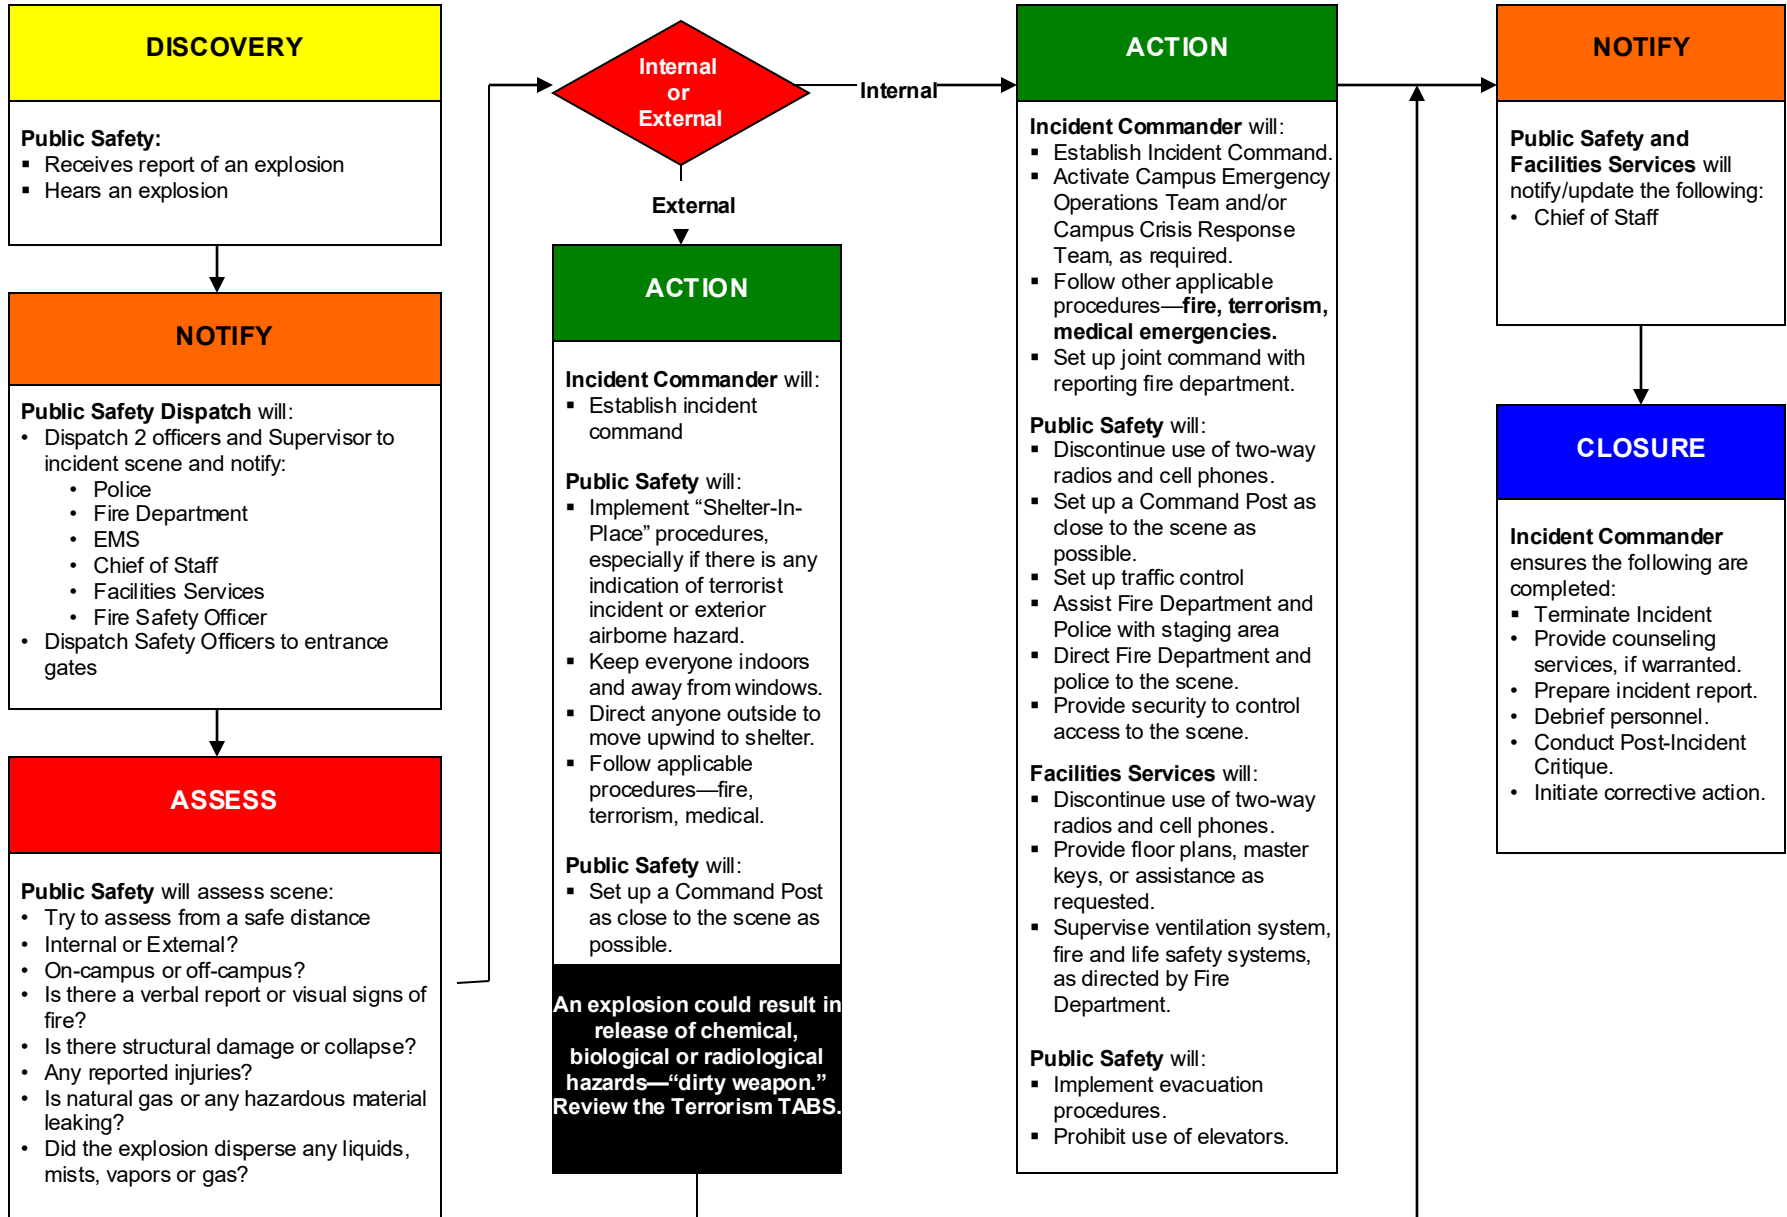 DISCOVERY
Public Safety:
▪ Receives report of an explosion
▪ Hears an explosion
NOTIFY
Public Safety Dispatch will:
• Dispatch 2 officers and Supervisor to
incident scene and notify:
• Police
• Fire Department
• EMS
• Chief of Staff
• Facilities Services
• Fire Safety Officer
• Dispatch Safety Officers to entrance
gates
ASSESS
Public Safety will assess scene:
• Try to assess from a safe distance
• Internal or External?
• On-campus or off-campus?
• Is there a verbal report or visual signs of
fire?
• Is there structural damage or collapse?
• Any reported injuries?
• Is natural gas or any hazardous material
leaking?
• Did the explosion disperse any liquids,
mists, vapors or gas?
Internal
or
External
Internal
External
ACTION
Incident Commander will:
▪ Establish incident
command
Public Safety will:
▪ Implement “Shelter-In-
Place” procedures,
especially if there is any
indication of terrorist
incident or exterior
airborne hazard.
▪ Keep everyone indoors
and away from windows.
▪ Direct anyone outside to
move upwind to shelter.
▪ Follow applicable
procedures—fire,
terrorism, medical.
Public Safety will:
▪ Set up a Command Post
as close to the scene as
possible.
An explosion could result in
release of chemical,
biological or radiological
hazards—“dirty weapon.”
Review the Terrorism TABS.
ACTION
Incident Commander will:
▪ Establish Incident Command.
▪ Activate Campus Emergency
Operations Team and/or
Campus Crisis Response
Team, as required.
▪ Follow other applicable
procedures—fire, terrorism,
medical emergencies.
▪ Set up joint command with
reporting fire department.
Public Safety will:
▪ Discontinue use of two-way
radios and cell phones.
▪ Set up a Command Post as
close to the scene as
possible.
▪ Set up traffic control
▪ Assist Fire Department and
Police with staging area
▪ Direct Fire Department and
police to the scene.
▪ Provide security to control
access to the scene.
Facilities Services will:
▪ Discontinue use of two-way
radios and cell phones.
▪ Provide floor plans, master
keys, or assistance as
requested.
▪ Supervise ventilation system,
fire and life safety systems,
as directed by Fire
Department.
Public Safety will:
▪ Implement evacuation
procedures.
▪ Prohibit use of elevators.
NOTIFY
Public Safety and
Facilities Services will
notify/update the following:
• Chief of Staff
CLOSURE
Incident Commander
ensures the following are
completed:
▪ Terminate Incident
• Provide counseling
services, if warranted.
• Prepare incident report.
• Debrief personnel.
• Conduct Post-Incident
Critique.
• Initiate corrective action.